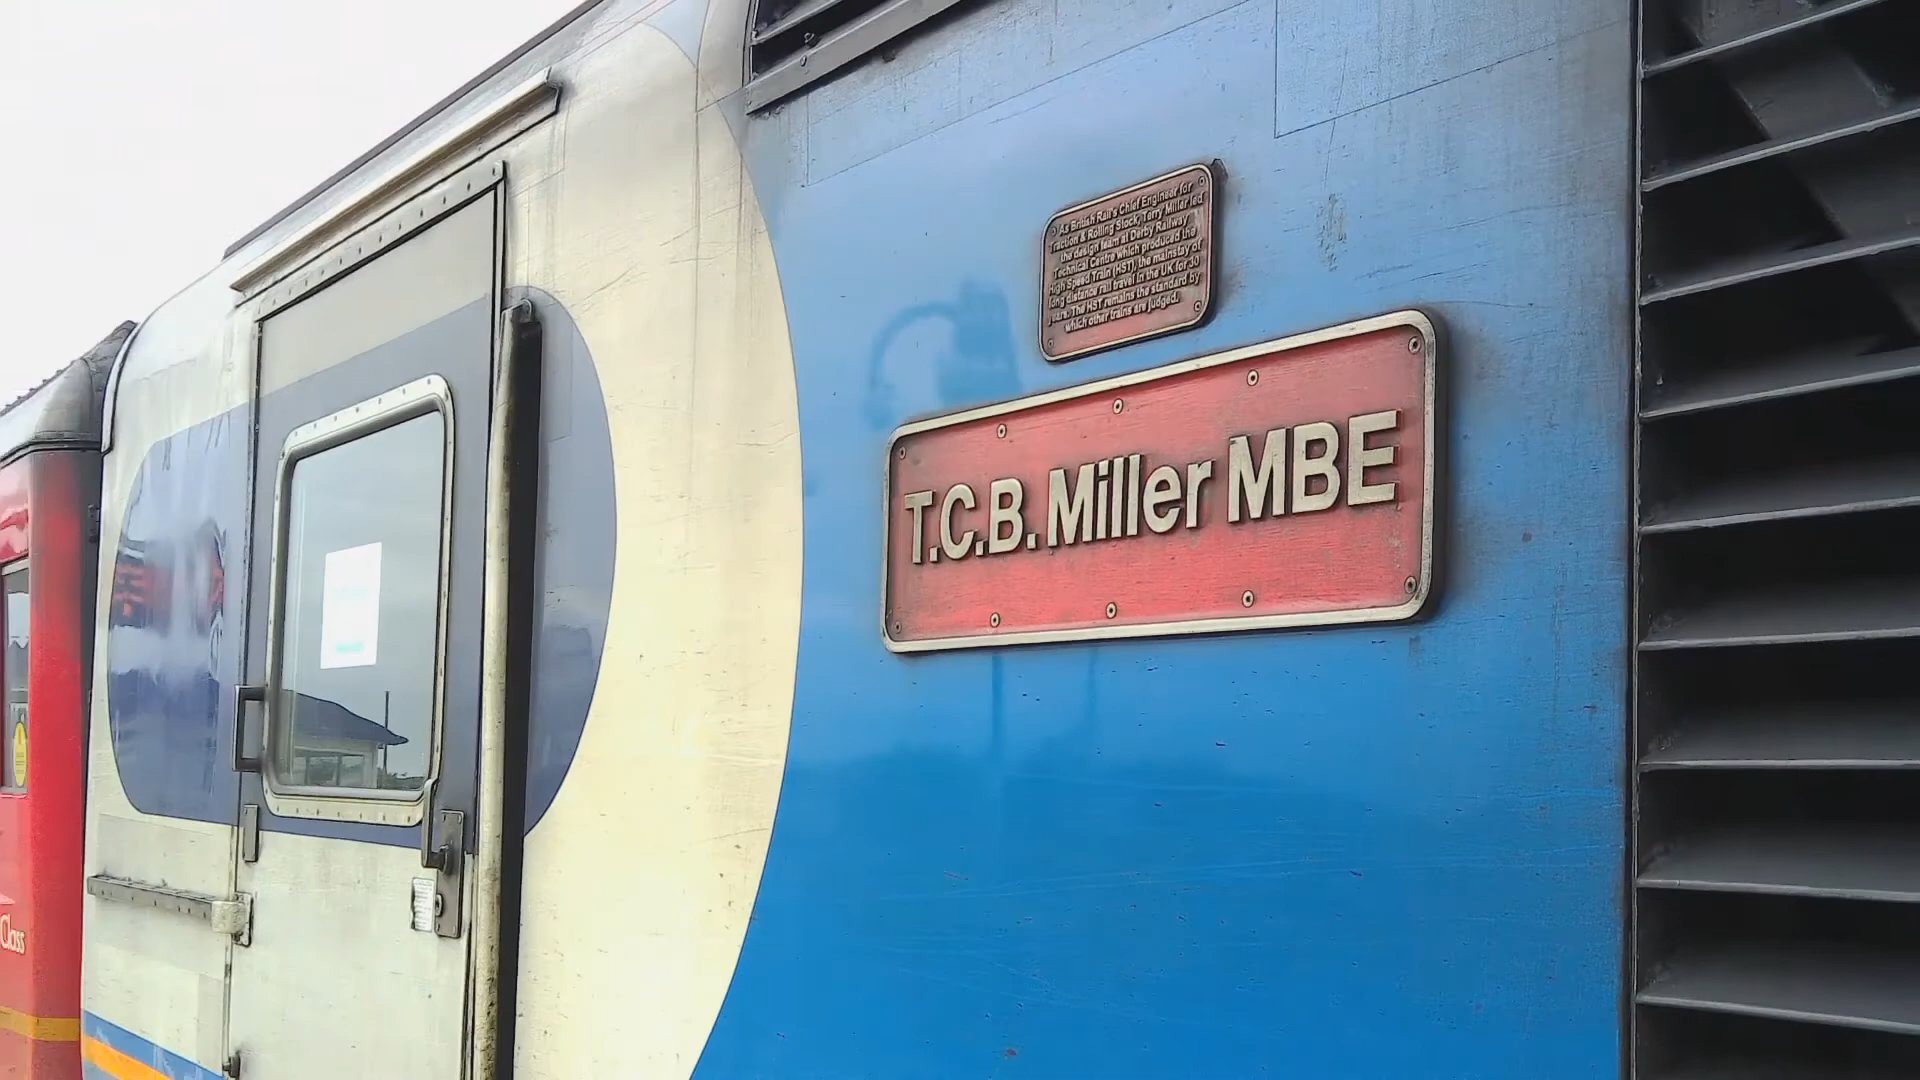 As British Rail's Chief Engineer for
Traction & Rolling Stock, Terry Miller led
the design team at Derby Railway
Technical Centre which produced the
High Speed Train (HST), the mainstay of
long distance rail travel in the UK for 30
years. The HST remains the standard by
which other trains are judged.
T.C.B. Miller MBE
Class